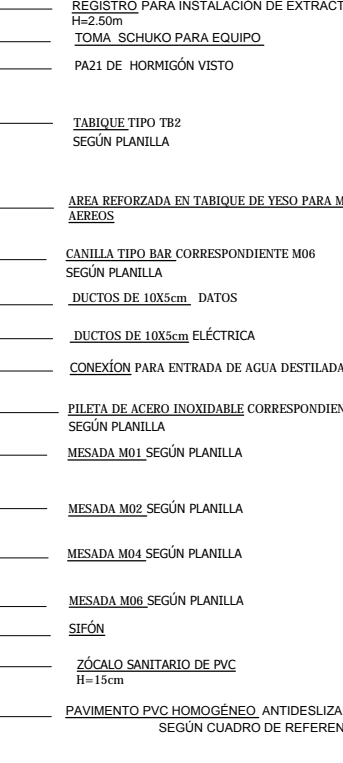 REGISTRO PARA INSTALACIÓN DE EXTRACT
H=2.50m
TOMA SCHUKO PARA EQUIPO
PA21 DE HORMIGÓN VISTO
TABIQUE TIPO TB2
SEGÚN PLANILLA
AREA REFORZADA EN TABIQUE DE YESO PARA M
AEREOS
CANILLA TIPO BAR CORRESPONDIENTE M06
SEGÚN PLANILLA
DUCTOS DE 10X5cm DATOS
DUCTOS DE 10X5cm ELÉCTRICA
CONEXÍON PARA ENTRADA DE AGUA DESTILADA
PILETA DE ACERO INOXIDABLE CORRESPONDIEN
SEGÚN PLANILLA
MESADA M01 SEGÚN PLANILLA
MESADA M02 SEGÚN PLANILLA
MESADA M04 SEGÚN PLANILLA
MESADA M06 SEGÚN PLANILLA
SIFÓN
ZÓCALO SANITARIO DE PVC
H=15cm
PAVIMENTO PVC HOMOGÉNEO ANTIDESLIZA
SEGÚN CUADRO DE REFEREN